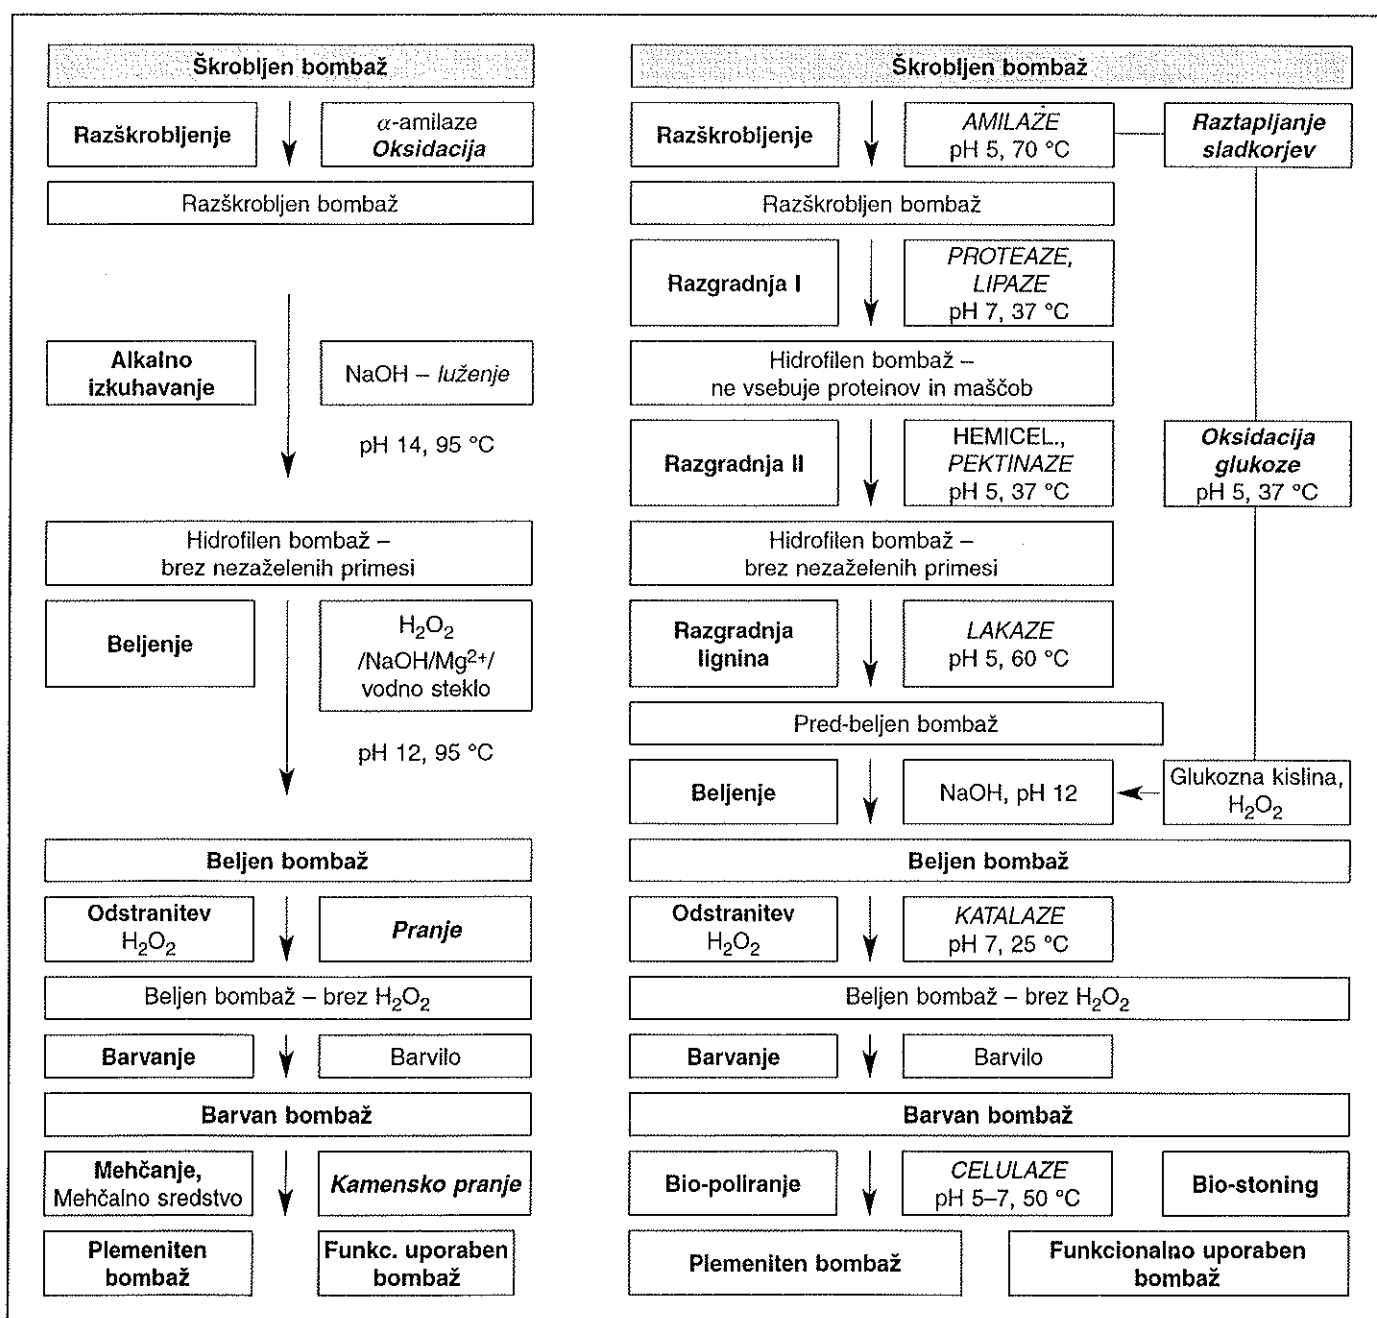 Škrobljen bombaž
Razškrobljenje
α-amilaze
Oksidacija
Razškrobljen bombaž
Alkalno
izkuhavanje
NaOH – luženje
pH 14, 95 °C
Hidrofilen bombaž –
brez nezaželenih primesi
Beljenje
H₂O₂
/NaOH/Mg²⁺/
vodno steklo
pH 12, 95 °C
Beljen bombaž
Odstranitev
H₂O₂
Pranje
Beljen bombaž – brez H₂O₂
Barvanje
Barvilo
Barvan bombaž
Mehčanje,
Mehčalno sredstvo
Kamensko pranje
Plemeniten
bombaž
Funkc. uporaben
bombaž
Škrobljen bombaž
Razškrobljenje
AMILAZE
pH 5, 70 °C
Raztapljanje
sladkorjev
Razškrobljen bombaž
Razgradnja I
PROTEAZE,
LIPAZE
pH 7, 37 °C
Hidrofilen bombaž –
ne vsebuje proteinov in maščob
Razgradnja II
HEMICEL.,
PEKTINAZE
pH 5, 37 °C
Oksidacija
glukoze
pH 5, 37 °C
Hidrofilen bombaž –
brez nezaželenih primesi
Razgradnja
lignina
LAKAZE
pH 5, 60 °C
Pred-beljen bombaž
Beljenje
NaOH, pH 12
Glukozna kislina,
H₂O₂
Beljen bombaž
Odstranitev
H₂O₂
KATALAZE
pH 7, 25 °C
Beljen bombaž – brez H₂O₂
Barvanje
Barvilo
Barvan bombaž
Bio-poliranje
CELULAZE
pH 5–7, 50 °C
Bio-stoning
Plemeniten bombaž
Funkcionalno uporaben
bombaž